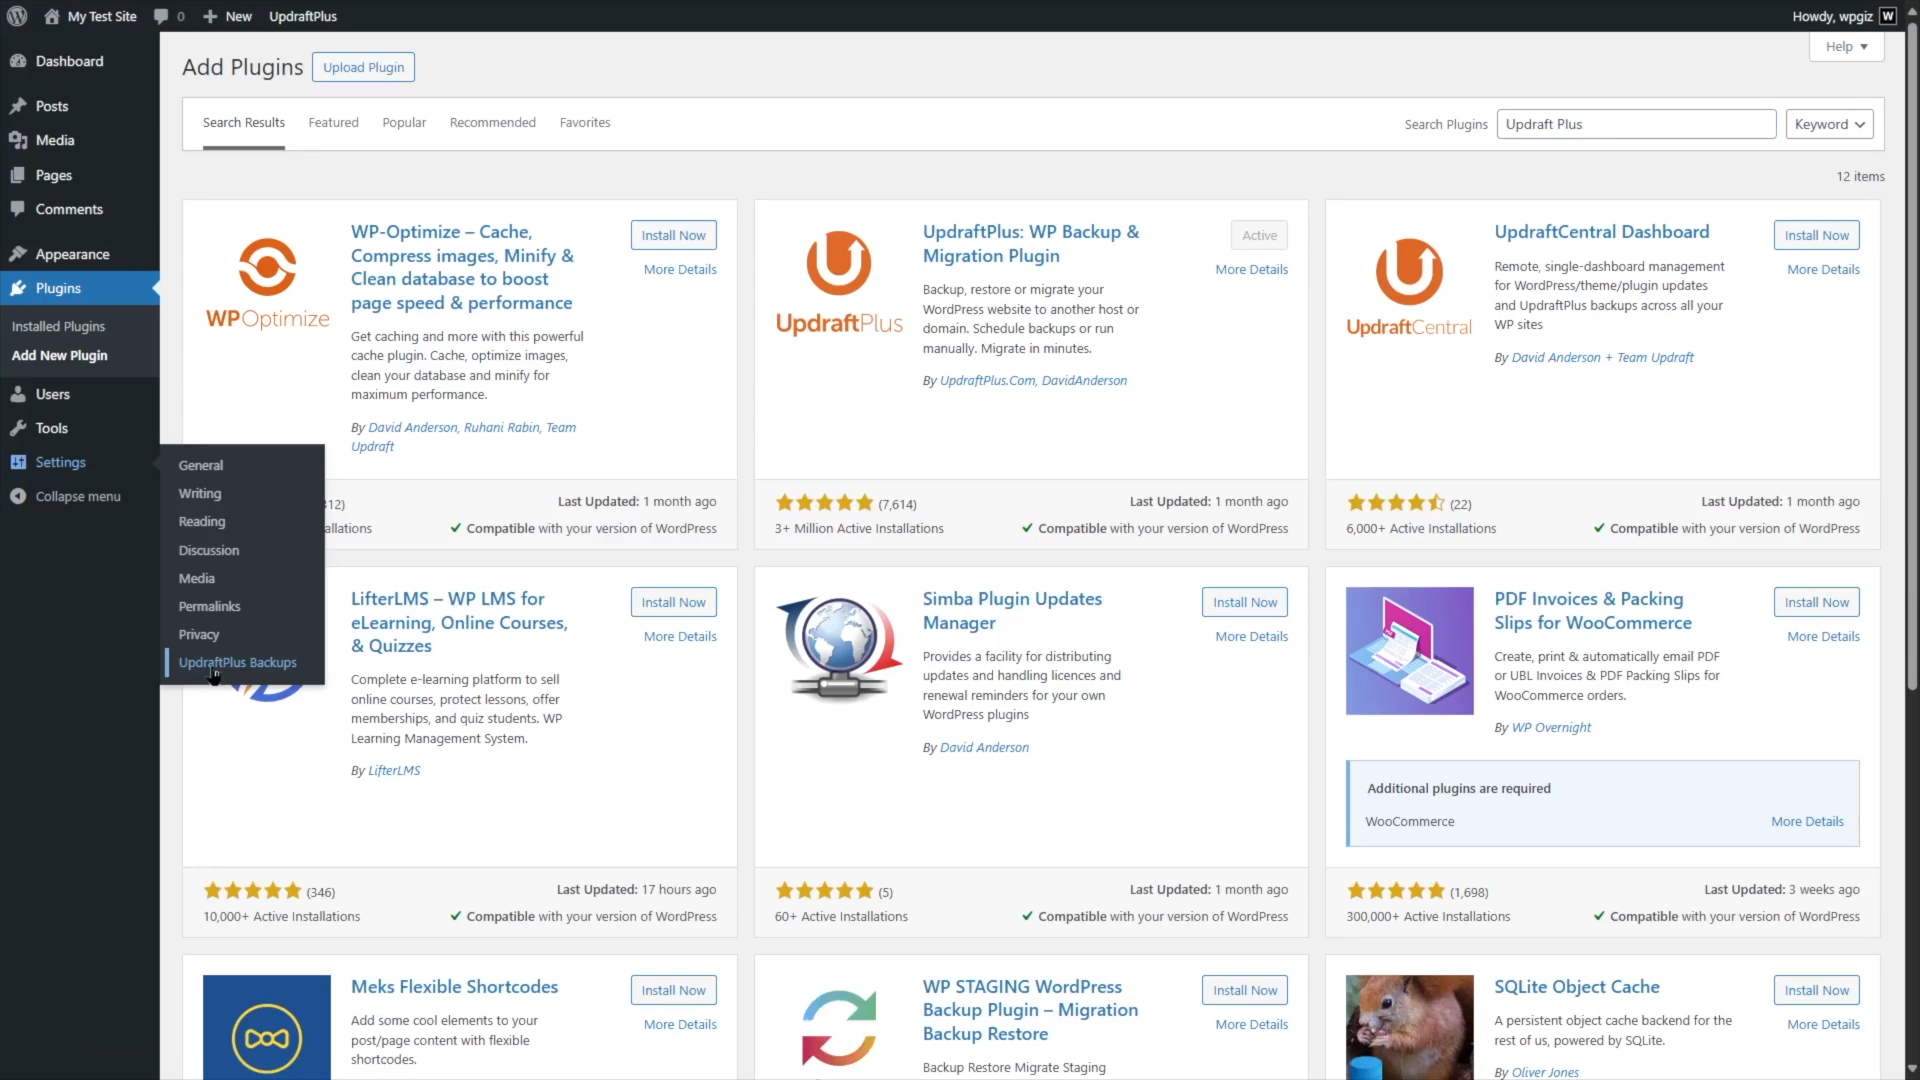 My Test Site
0
New
UpdraftPlus
Howdy, wpgiz
W
Dashboard
Posts
Media
Pages
Comments
Appearance
Plugins
Installed Plugins
Add New Plugin
Users
Tools
Settings
Collapse menu
General
Writing
Reading
Discussion
Media
Permalinks
Privacy
UpdraftPlus Backups
Help
Add Plugins
Upload Plugin
Search Results
Featured
Popular
Recommended
Favorites
Search Plugins
Updraft Plus
Keyword
12 items
WPOptimize
WP-Optimize – Cache,
Compress images, Minify &
Clean database to boost
page speed & performance
Install Now
More Details
Get caching and more with this powerful
cache plugin. Cache, optimize images,
clean your database and minify for
maximum performance.
By David Anderson, Ruhani Rabin, Team
Updraft
Last Updated: 1 month ago
Compatible with your version of WordPress
UpdraftPlus
UpdraftPlus: WP Backup &
Migration Plugin
Active
More Details
Backup, restore or migrate your
WordPress website to another host or
domain. Schedule backups or run
manually. Migrate in minutes.
By UpdraftPlus.Com, DavidAnderson
(7,614)
Last Updated: 1 month ago
3+ Million Active Installations
Compatible with your version of WordPress
UpdraftCentral
UpdraftCentral Dashboard
Install Now
More Details
Remote, single-dashboard management
for WordPress/theme/plugin updates
and UpdraftPlus backups across all your
WP sites
By David Anderson + Team Updraft
(22)
Last Updated: 1 month ago
6,000+ Active Installations
Compatible with your version of WordPress
LifterLMS – WP LMS for
eLearning, Online Courses,
& Quizzes
Install Now
More Details
Complete e-learning platform to sell
online courses, protect lessons, offer
memberships, and quiz students. WP
Learning Management System.
By LifterLMS
(346)
Last Updated: 17 hours ago
10,000+ Active Installations
Compatible with your version of WordPress
Simba Plugin Updates
Manager
Install Now
More Details
Provides a facility for distributing
updates and handling licences and
renewal reminders for your own
WordPress plugins
By David Anderson
(5)
Last Updated: 1 month ago
60+ Active Installations
Compatible with your version of WordPress
PDF Invoices & Packing
Slips for WooCommerce
Install Now
More Details
Create, print & automatically email PDF
or UBL Invoices & PDF Packing Slips for
WooCommerce orders.
By WP Overnight
Additional plugins are required
WooCommerce
More Details
(1,698)
Last Updated: 3 weeks ago
300,000+ Active Installations
Compatible with your version of WordPress
Meks Flexible Shortcodes
Install Now
More Details
Add some cool elements to your
post/page content with flexible
shortcodes.
WP STAGING WordPress
Backup Plugin – Migration
Backup Restore
Install Now
More Details
Backup Restore Migrate Staging
SQLite Object Cache
Install Now
More Details
A persistent object cache backend for the
rest of us, powered by SQLite.
By Oliver Jones